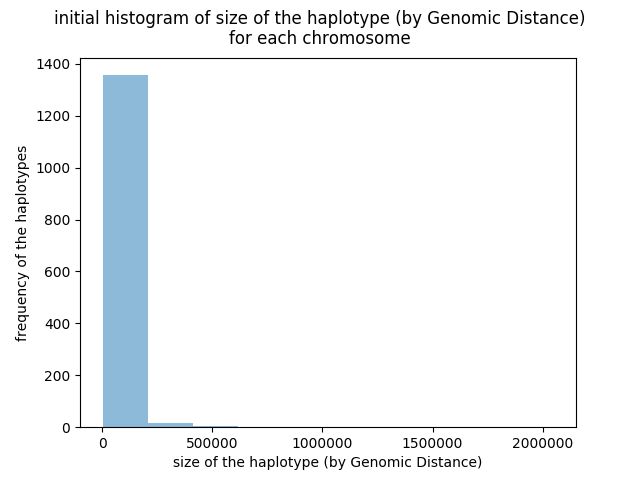 initial histogram of size of the haplotype (by Genomic Distance)
for each chromosome
1400
1200
1000
800
600
400
200
0
frequency of the haplotypes
0 500000 1000000 1500000 2000000
size of the haplotype (by Genomic Distance)